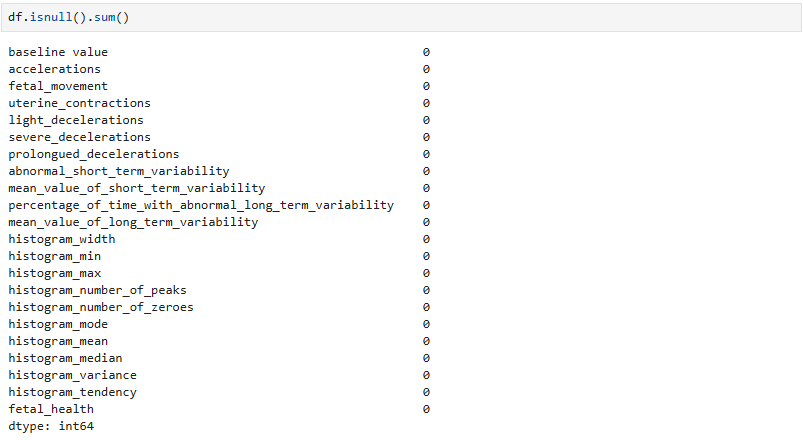 df.isnull().sum()
baseline value 0
accelerations 0
fetal_movement 0
uterine_contractions 0
light_decelerations 0
severe_decelerations 0
prolongued_decelerations 0
abnormal_short_term_variability 0
mean_value_of_short_term_variability 0
percentage_of_time_with_abnormal_long_term_variability 0
mean_value_of_long_term_variability 0
histogram_width 0
histogram_min 0
histogram_max 0
histogram_number_of_peaks 0
histogram_number_of_zeroes 0
histogram_mode 0
histogram_mean 0
histogram_median 0
histogram_variance 0
histogram_tendency 0
fetal_health 0
dtype: int64